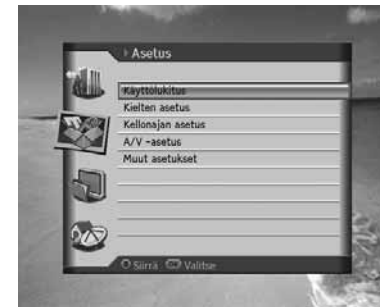 Asetus
Käyttölukitus
Kielten asetus
Kellonajan asetus
A/V -asetus
Muut asetukset
Siirrä Valitse